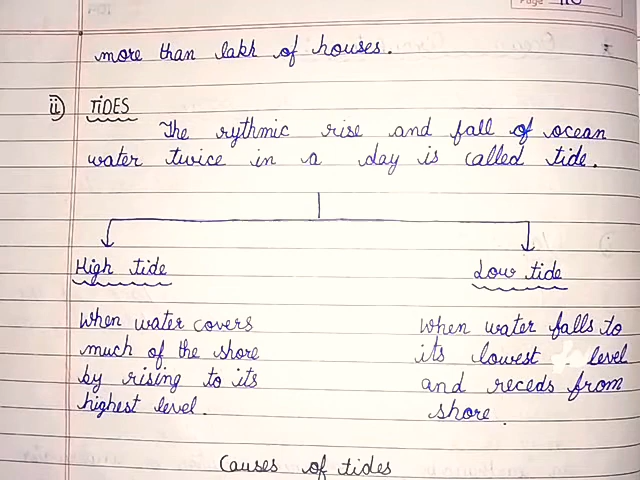 Page
more than lakh of houses.
ii) TIDES
The rythmic rise and fall of ocean
water twice in a day is called tide.
High tide
Low tide
When water covers
much of the shore
by rising to its
highest level.
When water falls to
its lowest level
and receds from
shore.
Causes of tides